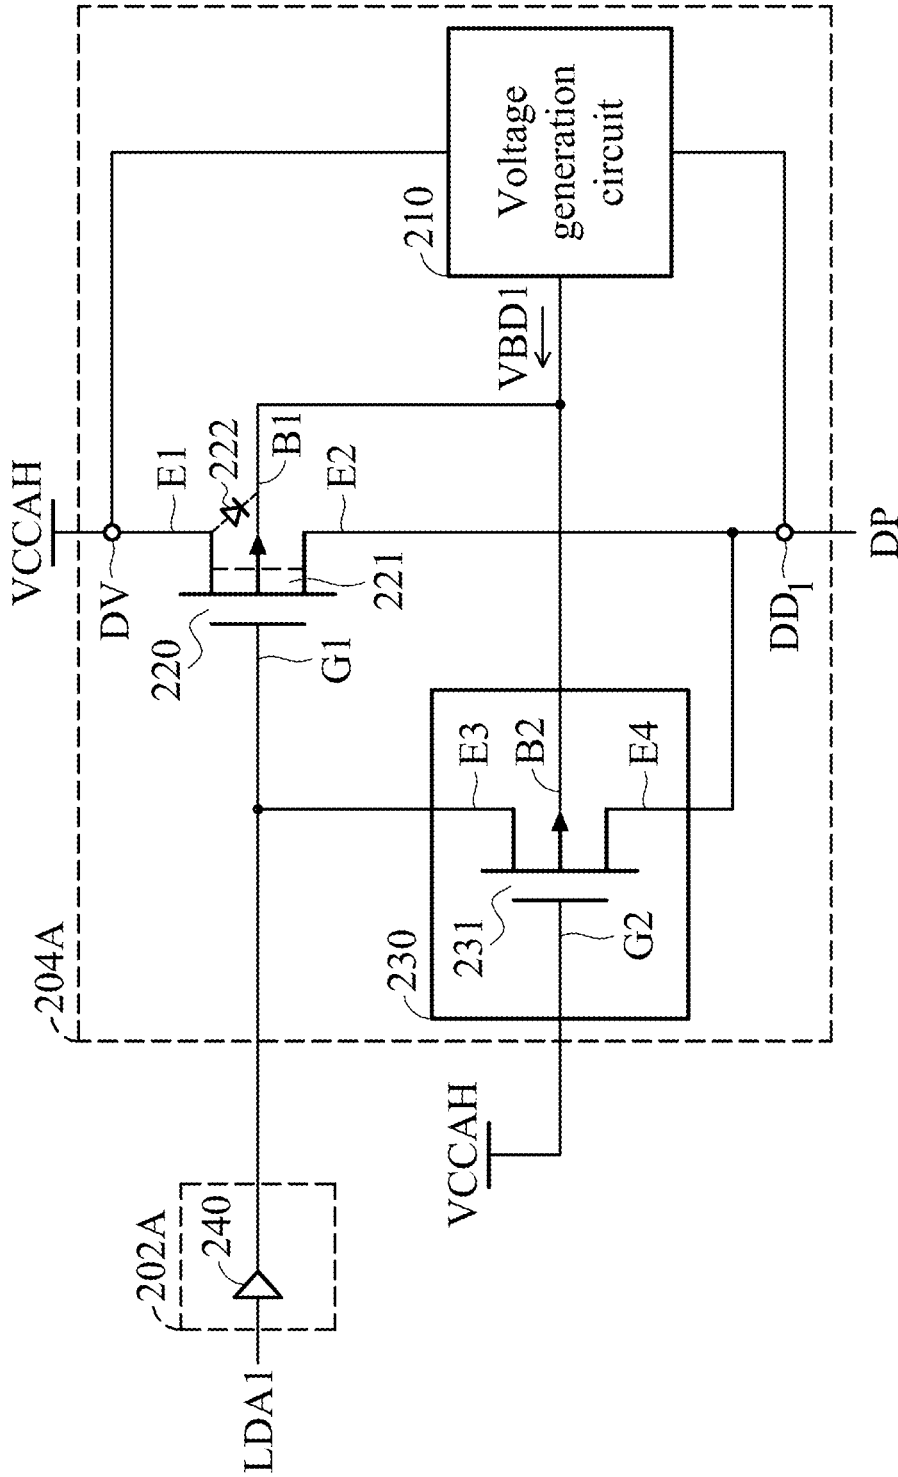 204A
VCCAH
DV
E1
222
B1
220
221
G1
E2
210
Voltage
generation
circuit
VBD1
202A
240
LDA1
VCCAH
230
231
E3
B2
G2
E4
DD1
DP